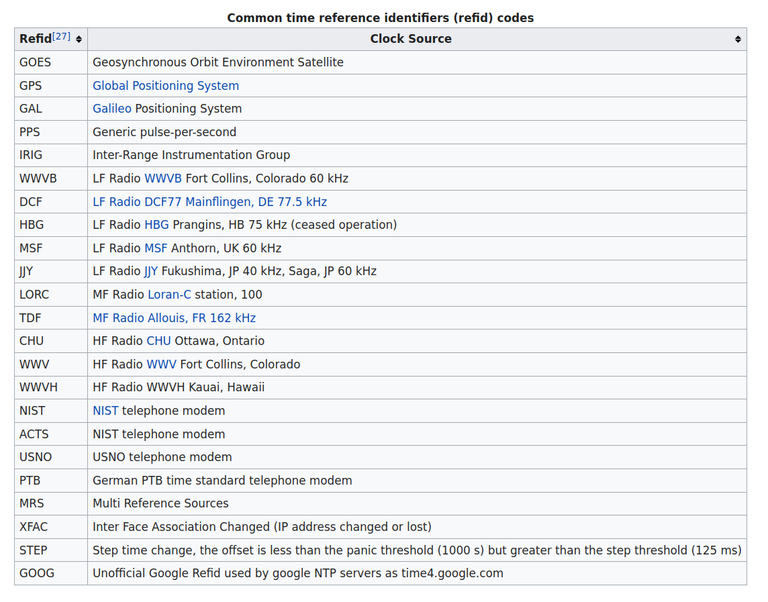 Common time reference identifiers (refid) codes
Refid[27] Clock Source
GOES Geosynchronous Orbit Environment Satellite
GPS Global Positioning System
GAL Galileo Positioning System
PPS Generic pulse-per-second
IRIG Inter-Range Instrumentation Group
WWVB LF Radio WWVB Fort Collins, Colorado 60 kHz
DCF LF Radio DCF77 Mainflingen, DE 77.5 kHz
HBG LF Radio HBG Prangins, HB 75 kHz (ceased operation)
MSF LF Radio MSF Anthorn, UK 60 kHz
JJY LF Radio JJY Fukushima, JP 40 kHz, Saga, JP 60 kHz
LORC MF Radio Loran-C station, 100
TDF MF Radio Allouis, FR 162 kHz
CHU HF Radio CHU Ottawa, Ontario
WWV HF Radio WWV Fort Collins, Colorado
WWVH HF Radio WWVH Kauai, Hawaii
NIST NIST telephone modem
ACTS NIST telephone modem
USNO USNO telephone modem
PTB German PTB time standard telephone modem
MRS Multi Reference Sources
XFAC Inter Face Association Changed (IP address changed or lost)
STEP Step time change, the offset is less than the panic threshold (1000 s) but greater than the step threshold (125 ms)
GOOG Unofficial Google Refid used by google NTP servers as time4.google.com